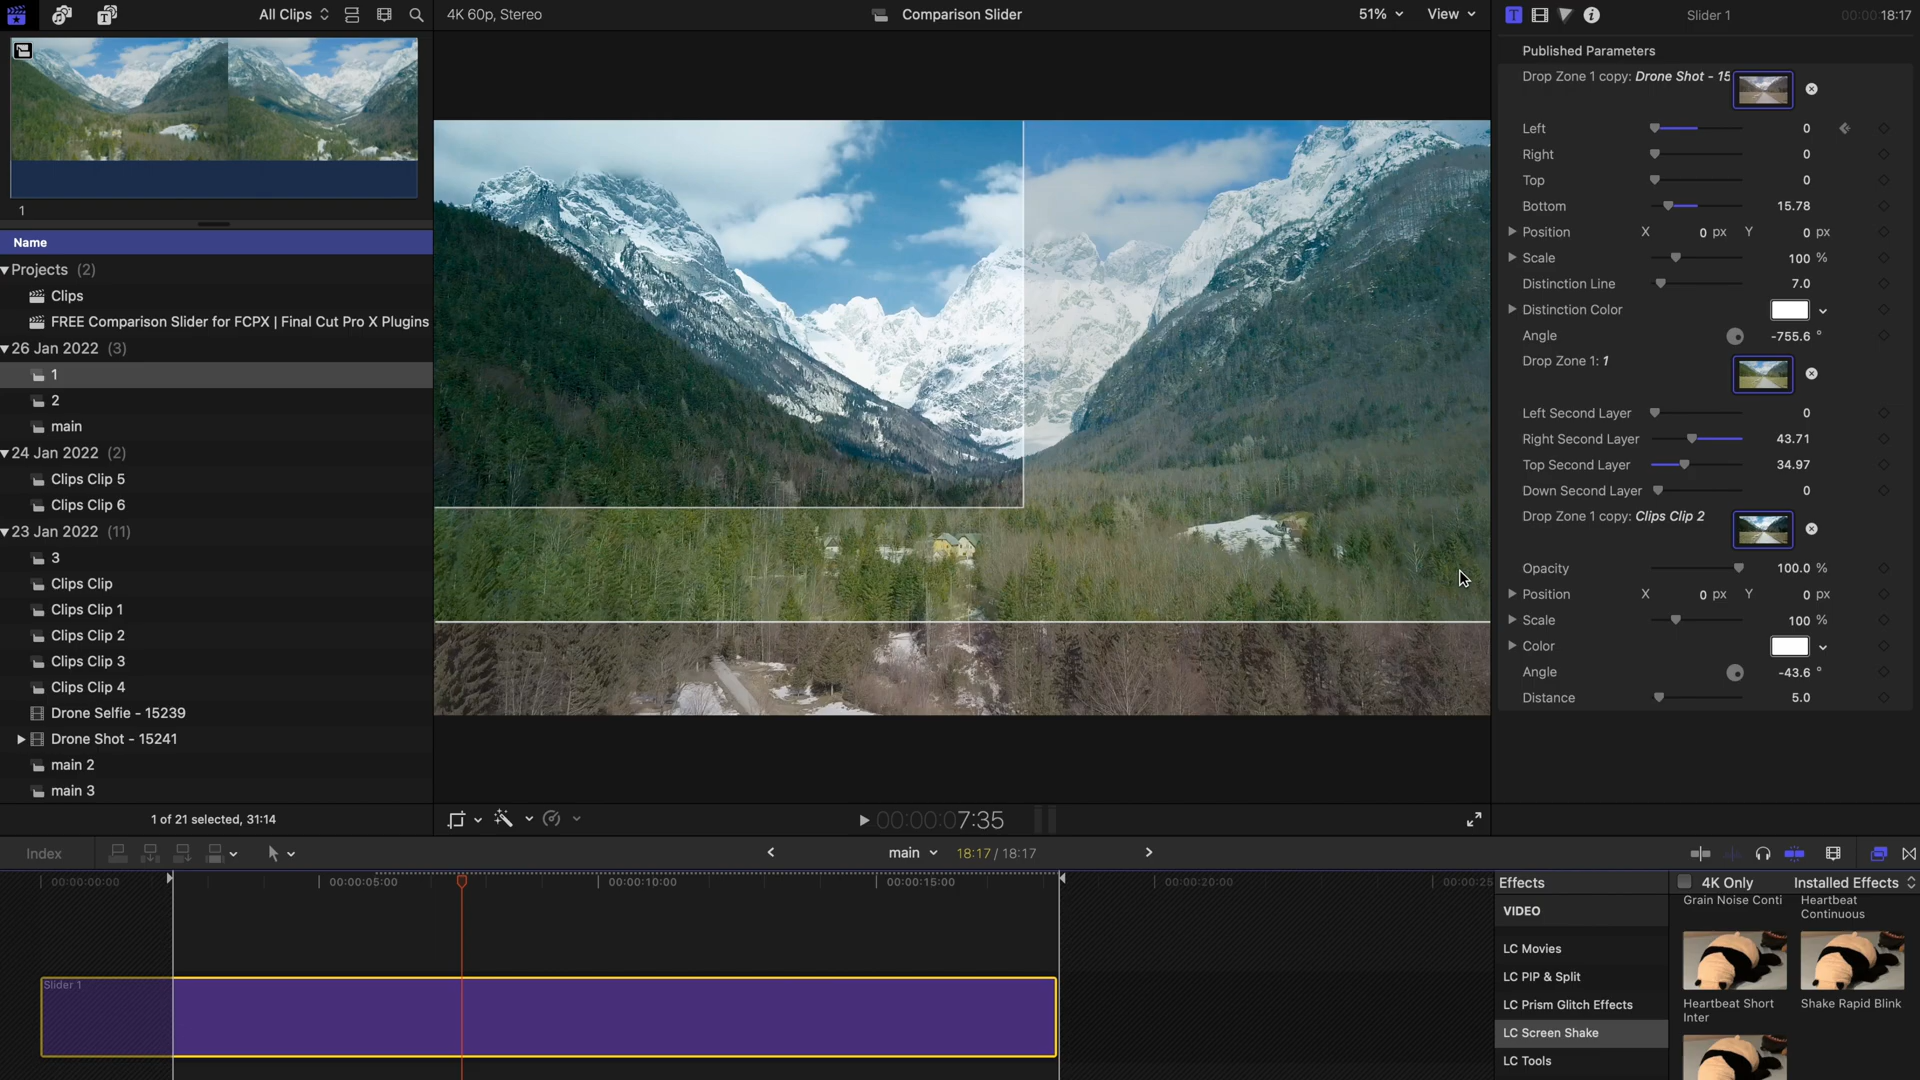 All Clips
4K 60p, Stereo
Comparison Slider
51%
View
Slider 1
00:00:18:17
1
Name
Projects (2)
Clips
FREE Comparison Slider for FCPX | Final Cut Pro X Plugins
26 Jan 2022 (3)
1
2
main
24 Jan 2022 (2)
Clips Clip 5
Clips Clip 6
23 Jan 2022 (11)
3
Clips Clip
Clips Clip 1
Clips Clip 2
Clips Clip 3
Clips Clip 4
Drone Selfie - 15239
Drone Shot - 15241
main 2
main 3
1 of 21 selected, 31:14
00:00:07:35
Published Parameters
Drop Zone 1 copy: Drone Shot - 15
Left 0
Right 0
Top 0
Bottom 15.78
Position X 0 px Y 0 px
Scale 100 %
Distinction Line 7.0
Distinction Color
Angle -755.6 °
Drop Zone 1: 1
Left Second Layer 0
Right Second Layer 43.71
Top Second Layer 34.97
Down Second Layer 0
Drop Zone 1 copy: Clips Clip 2
Opacity 100.0 %
Position X 0 px Y 0 px
Scale 100 %
Color
Angle -43.6 °
Distance 5.0
Index
main
18:17 / 18:17
00:00:00:00
00:00:05:00
00:00:10:00
00:00:15:00
00:00:20:00
00:00:25
Slider 1
Effects
4K Only
Installed Effects
VIDEO
LC Movies
LC PIP & Split
LC Prism Glitch Effects
LC Screen Shake
LC Tools
Grain Noise Conti
Heartbeat
Continuous
Heartbeat Short
Inter
Shake Rapid Blink